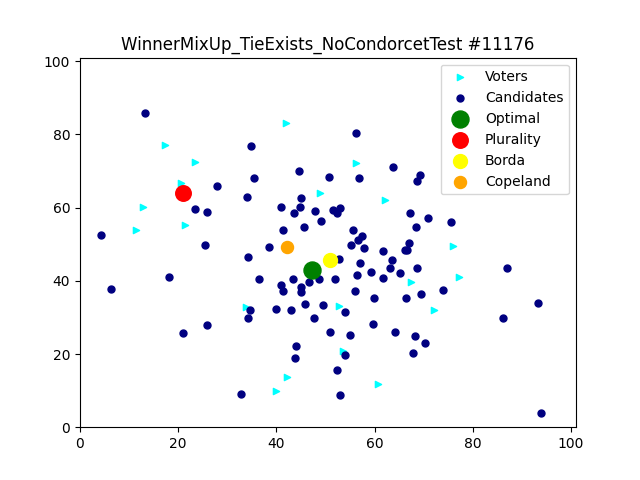 WinnerMixUp_TieExists_NoCondorcetTest #11176
100
80
60
40
20
0
0 20 40 60 80 100
Voters
Candidates
Optimal
Plurality
Borda
Copeland